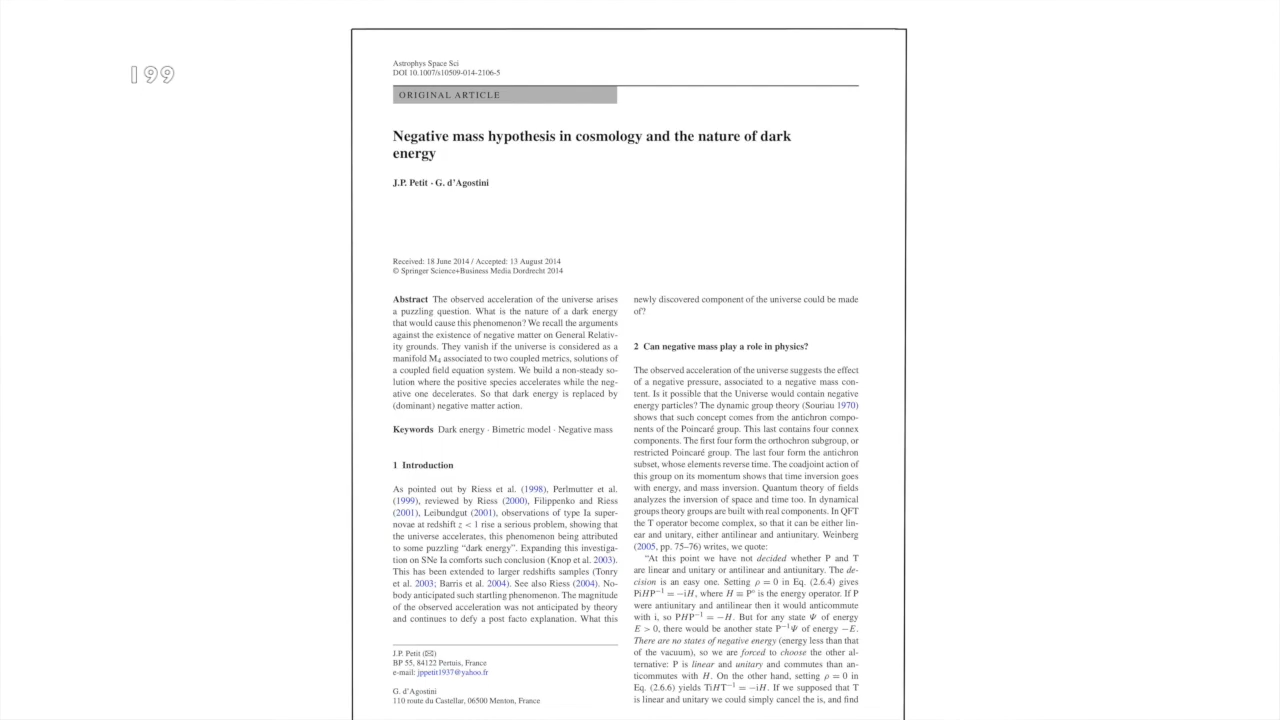 199
Astrophys Space Sci
DOI 10.1007/s10509-014-2106-5
ORIGINAL ARTICLE
Negative mass hypothesis in cosmology and the nature of dark
energy
J.P. Petit · G. d'Agostini
Received: 18 June 2014 / Accepted: 13 August 2014
© Springer Science+Business Media Dordrecht 2014
Abstract The observed acceleration of the universe arises
a puzzling question. What is the nature of a dark energy
that would cause this phenomenon? We recall the arguments
against the existence of negative matter on General Relativ-
ity grounds. They vanish if the universe is considered as a
manifold M₄ associated to two coupled metrics, solutions of
a coupled field equation system. We build a non-steady so-
lution where the positive species accelerates while the neg-
ative one decelerates. So that dark energy is replaced by
(dominant) negative matter action.
Keywords Dark energy · Bimetric model · Negative mass
1 Introduction
As pointed out by Riess et al. (1998), Perlmutter et al.
(1999), reviewed by Riess (2000), Filippenko and Riess
(2001), Leibundgut (2001), observations of type Ia super-
novae at redshift z < 1 rise a serious problem, showing that
the universe accelerates, this phenomenon being attributed
to some puzzling "dark energy". Expanding this investiga-
tion on SNe Ia comforts such conclusion (Knop et al. 2003).
This has been extended to larger redshifts samples (Tonry
et al. 2003; Barris et al. 2004). See also Riess (2004). No-
body anticipated such startling phenomenon. The magnitude
of the observed acceleration was not anticipated by theory
and continues to defy a post facto explanation. What this
J.P. Petit (✉)
BP 55, 84122 Pertuis, France
e-mail: jppetit1937@yahoo.fr
G. d'Agostini
110 route du Castellar, 06500 Menton, France
newly discovered component of the universe could be made
of?
2 Can negative mass play a role in physics?
The observed acceleration of the universe suggests the effect
of a negative pressure, associated to a negative mass con-
tent. Is it possible that the Universe would contain negative
energy particles? The dynamic group theory (Souriau 1970)
shows that such concept comes from the antichron compo-
nents of the Poincaré group. This last contains four connex
components. The first four form the orthochron subgroup, or
restricted Poincaré group. The last four form the antichron
subset, whose elements reverse time. The coadjoint action of
this group on its momentum shows that time inversion goes
with energy, and mass inversion. Quantum theory of fields
analyzes the inversion of space and time too. In dynamical
groups theory groups are built with real components. In QFT
the T operator become complex, so that it can be either lin-
ear and unitary, either antilinear and antiunitary. Weinberg
(2005, pp. 75–76) writes, we quote:
"At this point we have not decided whether P and T
are linear and unitary or antilinear and antiunitary. The de-
cision is an easy one. Setting ρ = 0 in Eq. (2.6.4) gives
PiHP⁻¹ = −iH, where H ≡ P⁰ is the energy operator. If P
were antiunitary and antilinear then it would anticommute
with i, so PHP⁻¹ = −H. But for any state Ψ of energy
E > 0, there would be another state P⁻¹Ψ of energy −E.
There are no states of negative energy (energy less than that
of the vacuum), so we are forced to choose the other al-
ternative: P is linear and unitary and commutes than an-
ticommutes with H. On the other hand, setting ρ = 0 in
Eq. (2.6.6) yields TiHT⁻¹ = −iH. If we supposed that T
is linear and unitary we could simply cancel the is, and find